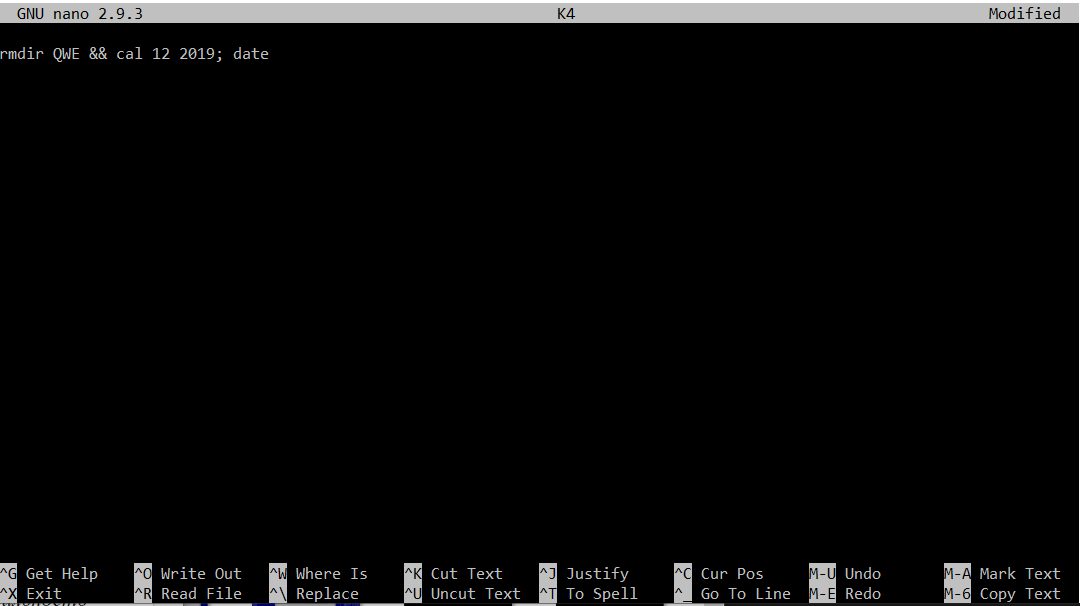 GNU nano 2.9.3 K4 Modified
rmdir QWE && cal 12 2019; date
^G Get Help ^O Write Out ^W Where Is ^K Cut Text ^J Justify ^C Cur Pos M-U Undo M-A Mark Text
^X Exit ^R Read File ^\ Replace ^U Uncut Text ^T To Spell ^_ Go To Line M-E Redo M-6 Copy Text